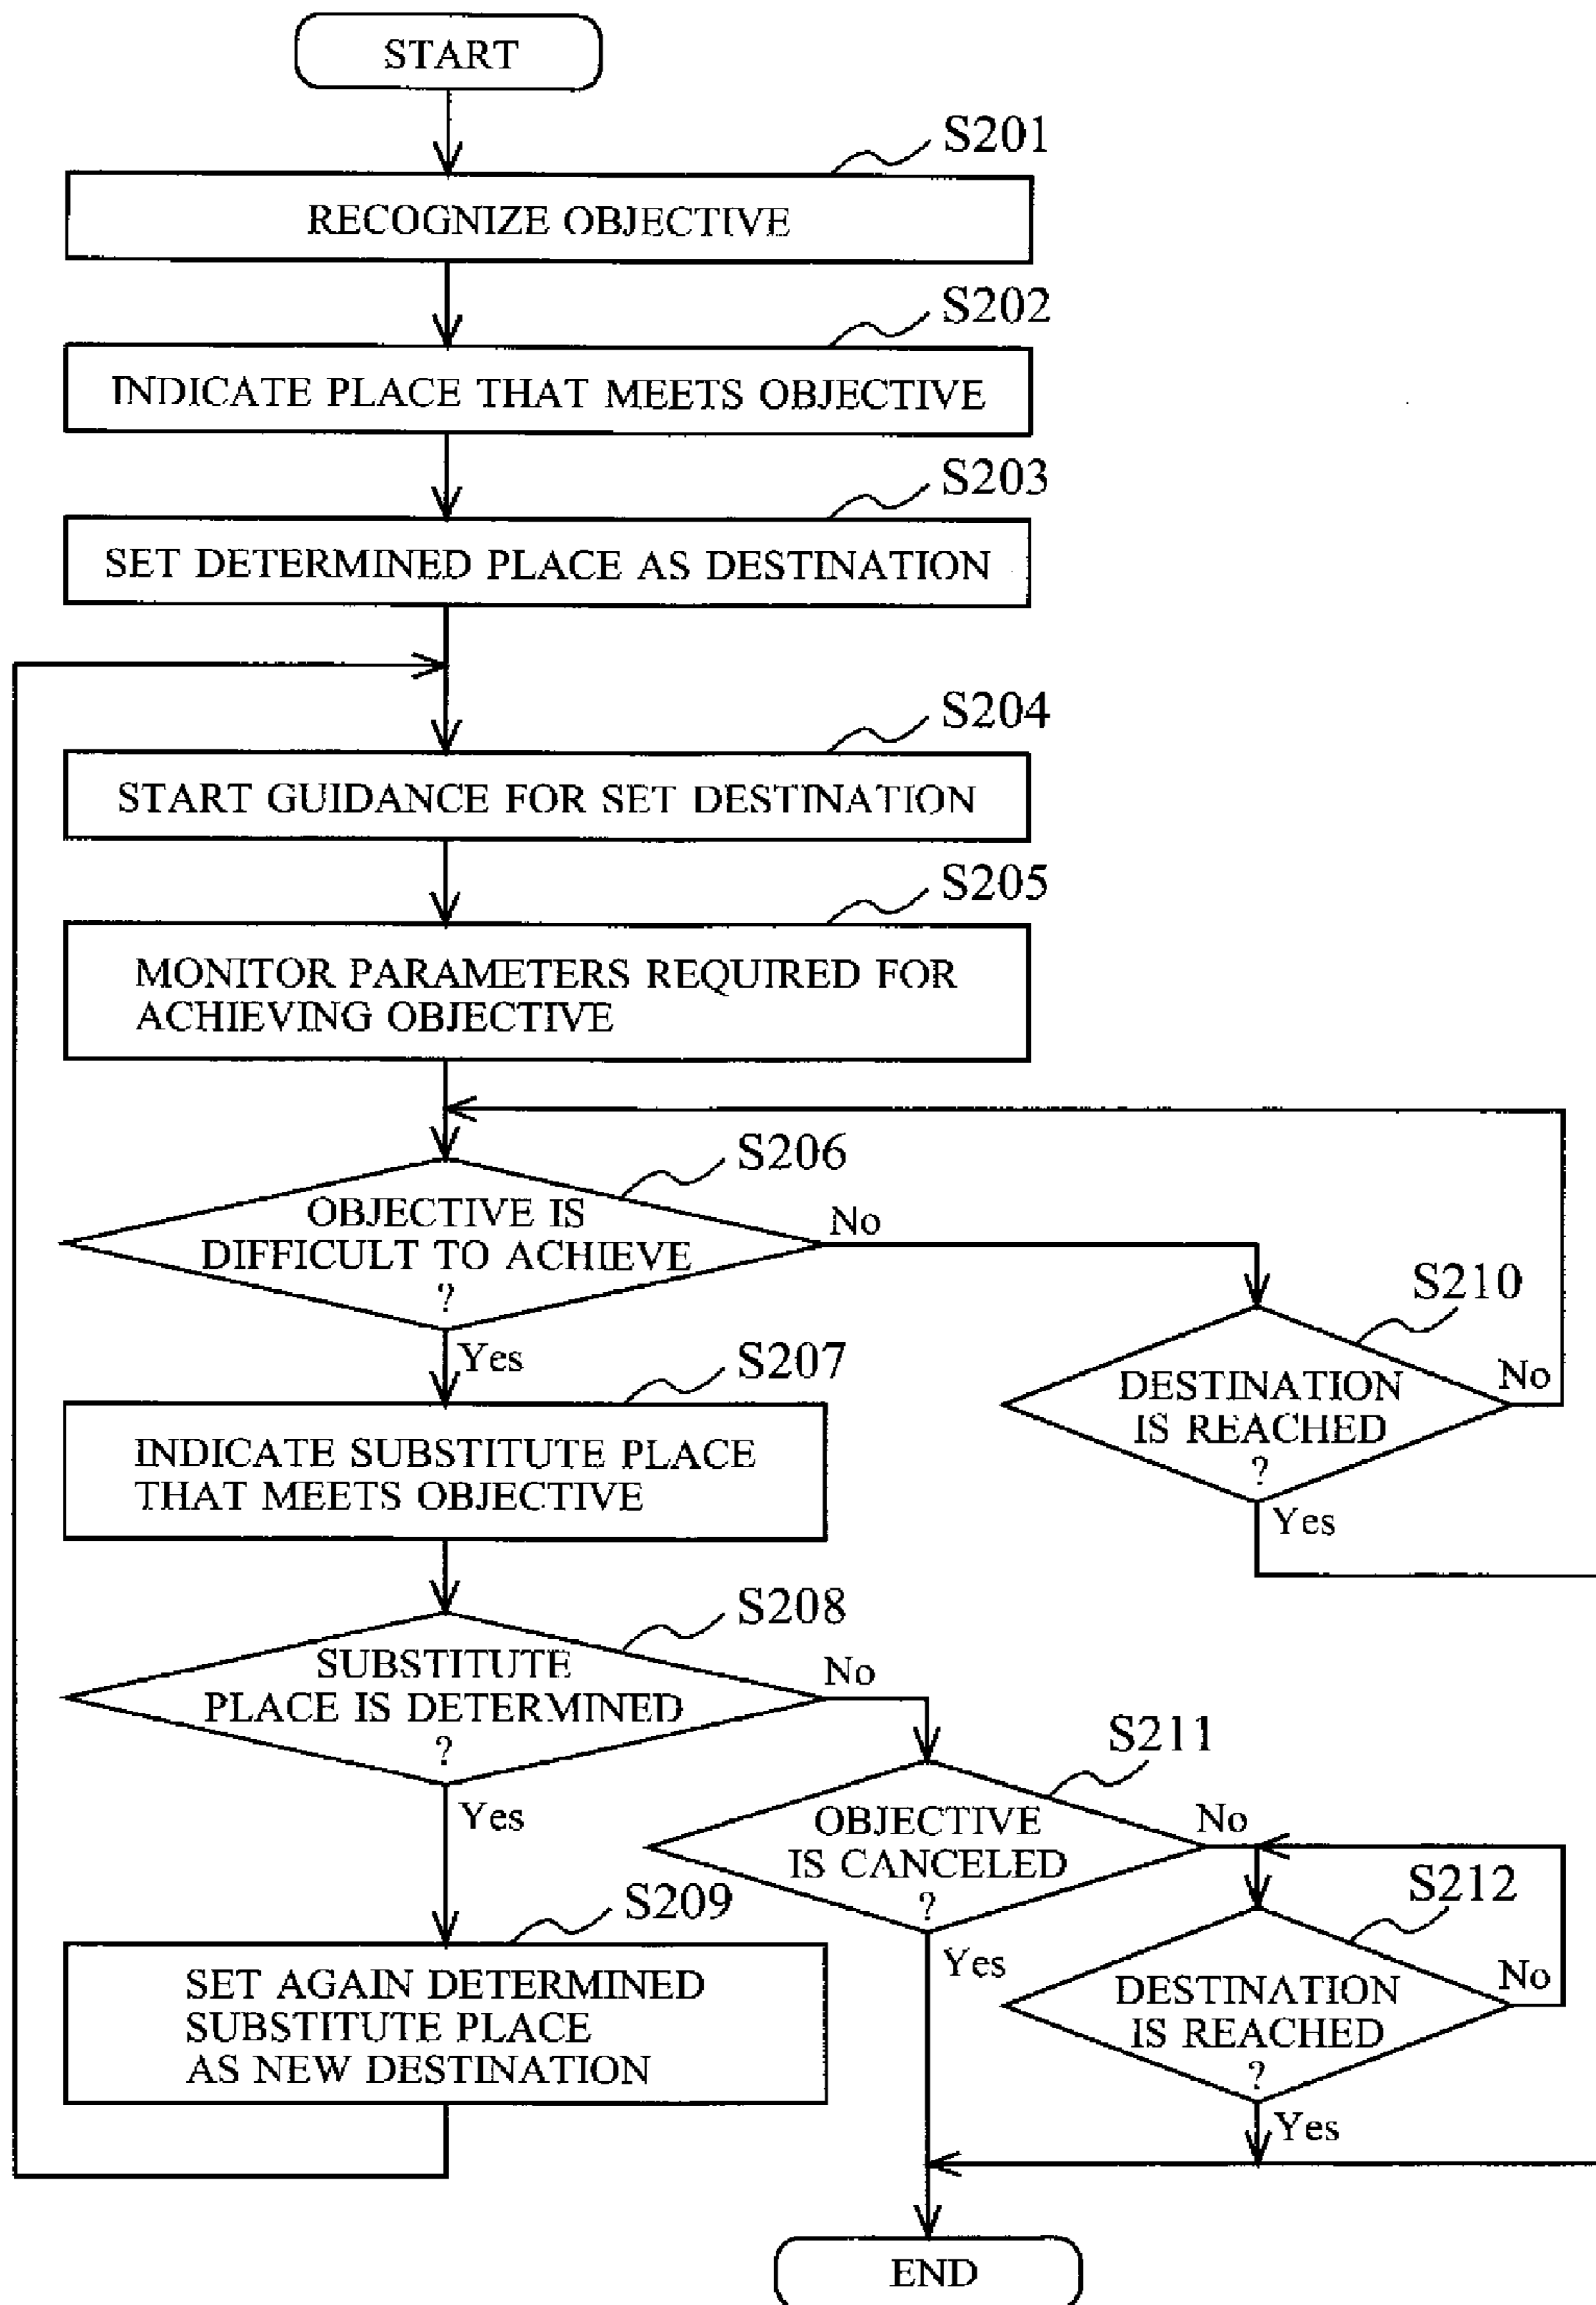 START
S201
RECOGNIZE OBJECTIVE
S202
INDICATE PLACE THAT MEETS OBJECTIVE
S203
SET DETERMINED PLACE AS DESTINATION
S204
START GUIDANCE FOR SET DESTINATION
S205
MONITOR PARAMETERS REQUIRED FOR
ACHIEVING OBJECTIVE
S206
OBJECTIVE IS
DIFFICULT TO ACHIEVE
?
No
Yes
S210
DESTINATION
IS REACHED
?
No
Yes
S207
INDICATE SUBSTITUTE PLACE
THAT MEETS OBJECTIVE
S208
SUBSTITUTE
PLACE IS DETERMINED
?
No
Yes
S211
OBJECTIVE
IS CANCELED
?
No
Yes
S212
DESTINATION
IS REACHED
?
No
Yes
S209
SET AGAIN DETERMINED
SUBSTITUTE PLACE
AS NEW DESTINATION
END